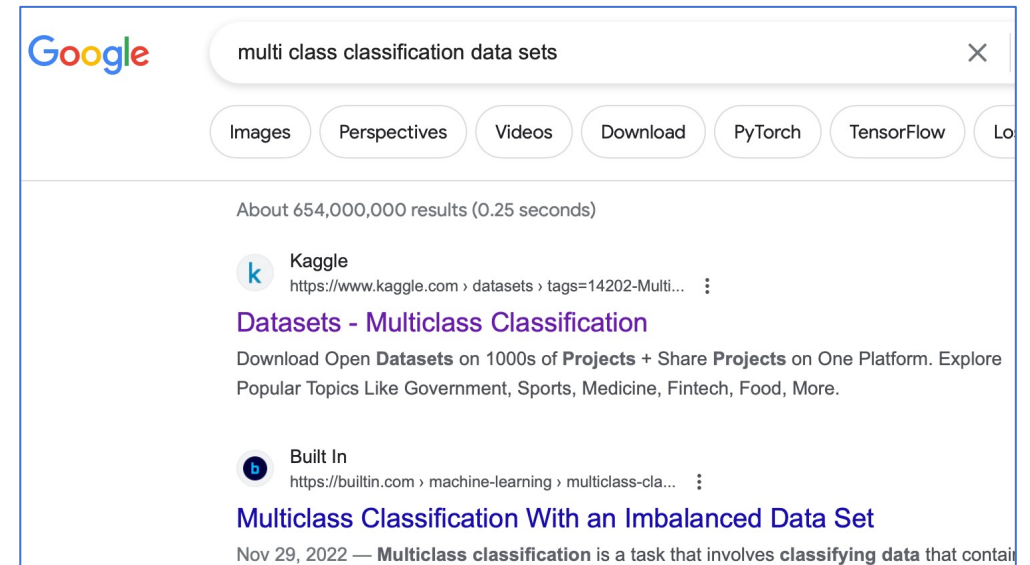 Google
multi class classification data sets
Images Perspectives Videos Download PyTorch TensorFlow
About 654,000,000 results (0.25 seconds)
k
Kaggle
https://www.kaggle.com › datasets › tags=14202-Multi...
Datasets - Multiclass Classification
Download Open Datasets on 1000s of Projects + Share Projects on One Platform. Explore
Popular Topics Like Government, Sports, Medicine, Fintech, Food, More.
b
Built In
https://builtin.com › machine-learning › multiclass-cla...
Multiclass Classification With an Imbalanced Data Set
Nov 29, 2022 — Multiclass classification is a task that involves classifying data that